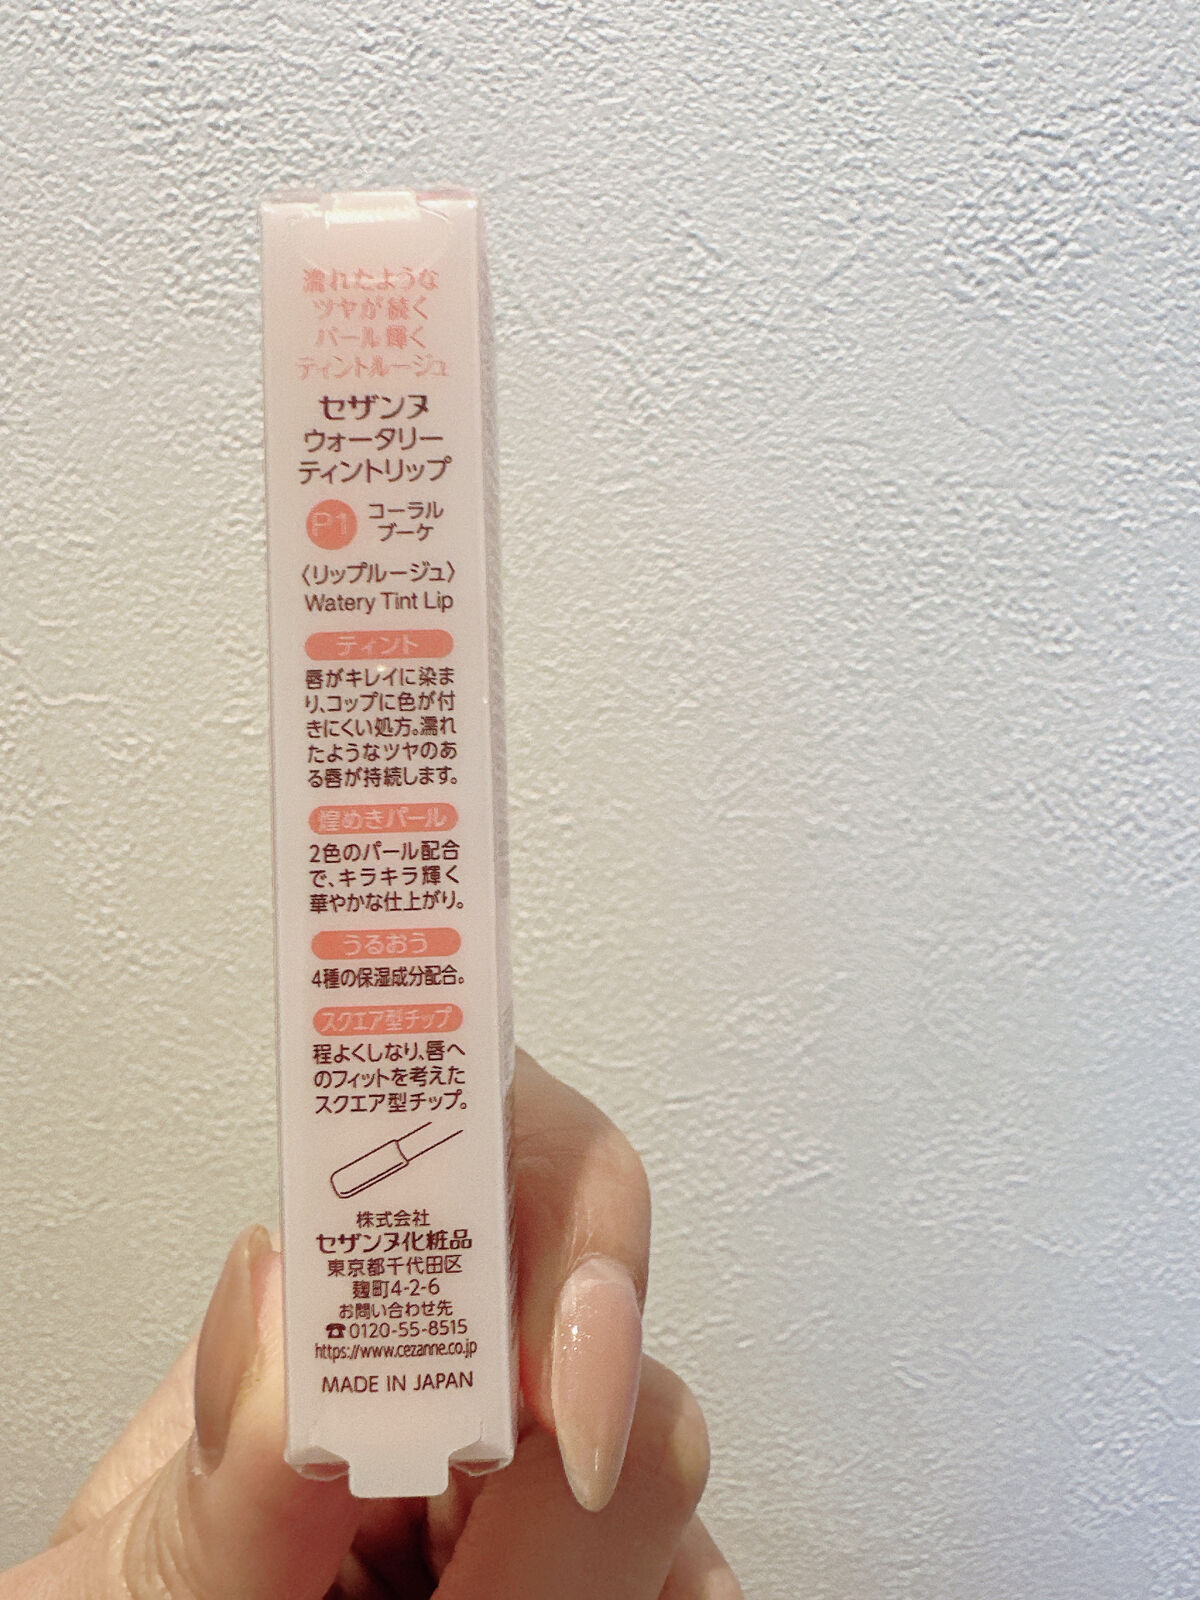 濡れたような
ツヤが続く
パール輝く
ティントルージュ
セザンヌ
ウォータリー
ティントリップ
P1 コーラル
ブーケ
〈リップルージュ〉
Watery Tint Lip
ティント
唇がキレイに染ま
り、コップに色が付
きにくい処方。濡れ
たようなツヤのあ
る唇が持続します。
煌めきパール
2色のパール配合
で、キラキラ輝く
華やかな仕上がり。
うるおう
4種の保湿成分配合。
スクエア型チップ
程よくしなり、唇へ
のフィットを考えた
スクエア型チップ。
株式会社
セザンヌ化粧品
東京都千代田区
麹町4-2-6
お問い合わせ先
☎0120-55-8515
https://www.cezanne.co.jp
MADE IN JAPAN